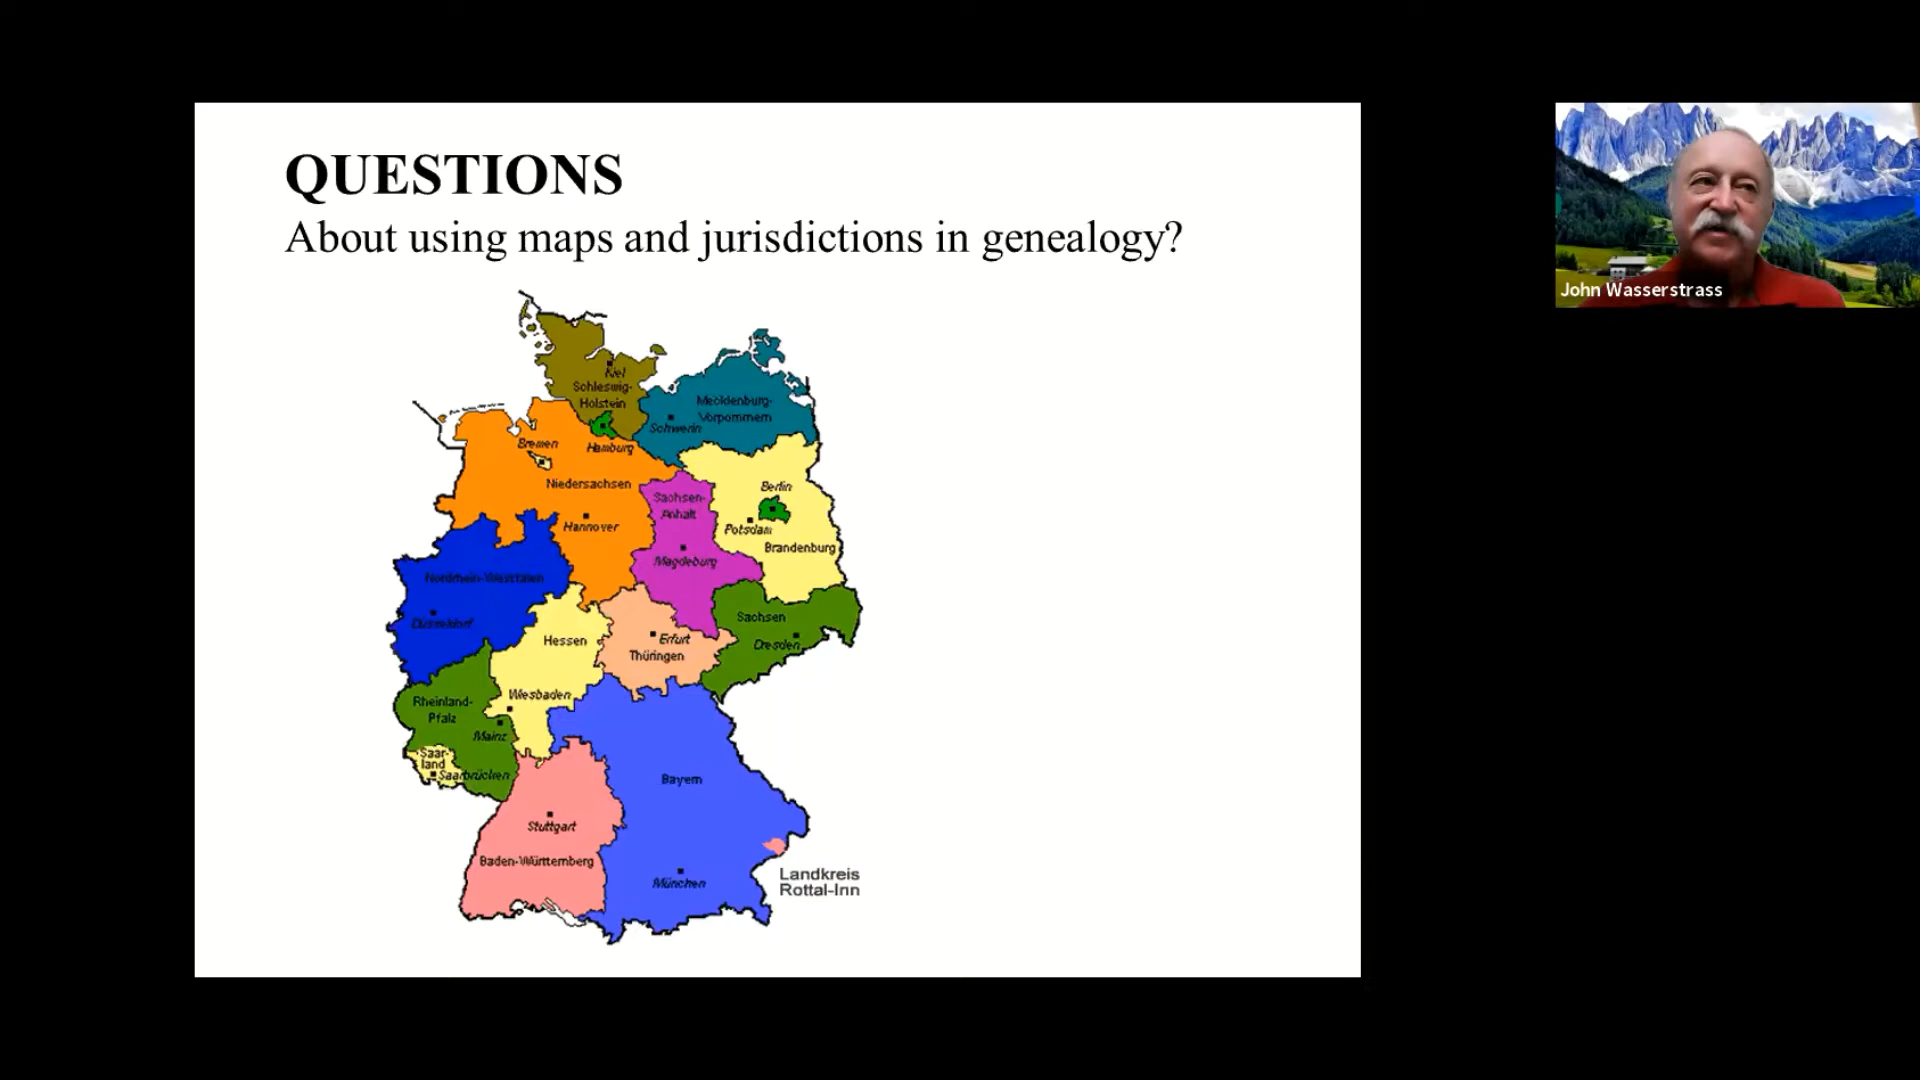 QUESTIONS
About using maps and jurisdictions in genealogy?
John Wasserstrass
Kiel
Schleswig-
Holstein
Mecklenburg-
Vorpommern
Schwerin
Bremen
Hamburg
Niedersachsen
Hannover
Sachsen-
Anhalt
Magdeburg
Berlin
Potsdam
Brandenburg
Nordrhein-Westfalen
Düsseldorf
Hessen
Wiesbaden
Erfurt
Thüringen
Sachsen
Dresden
Rheinland-
Pfalz
Mainz
Saar-
land
Saarbrücken
Bayern
Stuttgart
Baden-Württemberg
München
Landkreis
Rottal-Inn